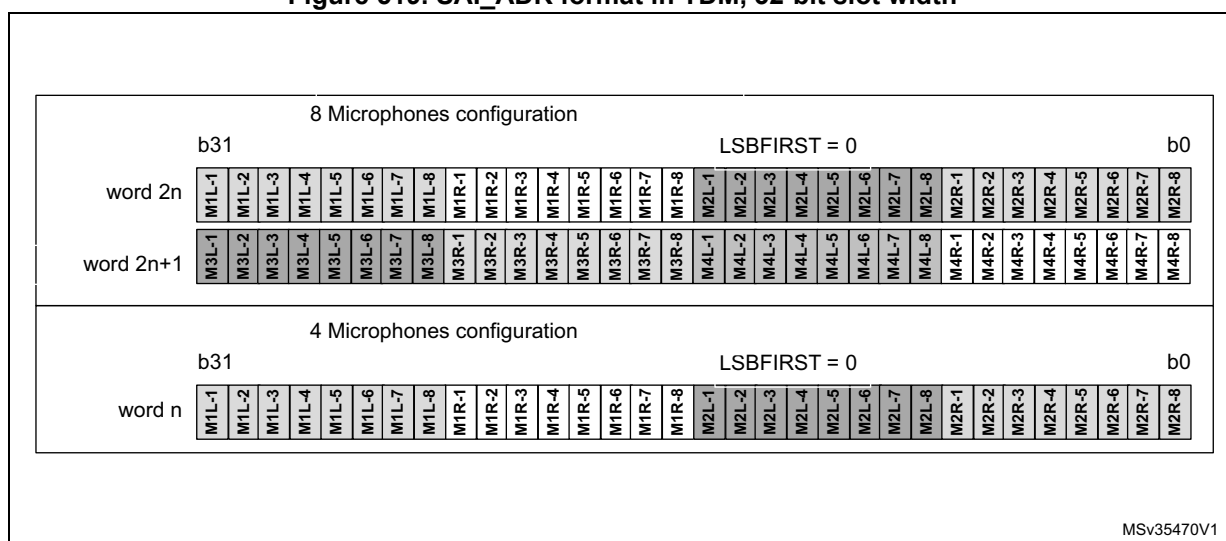 SAI_ADR format in TDM, 32-bit slot width
8 Microphones configuration
b31 LSBFIRST = 0 b0
word 2n M1L-1 M1L-2 M1L-3 M1L-4 M1L-5 M1L-6 M1L-7 M1L-8 M1R-1 M1R-2 M1R-3 M1R-4 M1R-5 M1R-6 M1R-7 M1R-8 M2L-1 M2L-2 M2L-3 M2L-4 M2L-5 M2L-6 M2L-7 M2L-8 M2R-1 M2R-2 M2R-3 M2R-4 M2R-5 M2R-6 M2R-7 M2R-8
word 2n+1 M3L-1 M3L-2 M3L-3 M3L-4 M3L-5 M3L-6 M3L-7 M3L-8 M3R-1 M3R-2 M3R-3 M3R-4 M3R-5 M3R-6 M3R-7 M3R-8 M4L-1 M4L-2 M4L-3 M4L-4 M4L-5 M4L-6 M4L-7 M4L-8 M4R-1 M4R-2 M4R-3 M4R-4 M4R-5 M4R-6 M4R-7 M4R-8
4 Microphones configuration
b31 LSBFIRST = 0 b0
word n M1L-1 M1L-2 M1L-3 M1L-4 M1L-5 M1L-6 M1L-7 M1L-8 M1R-1 M1R-2 M1R-3 M1R-4 M1R-5 M1R-6 M1R-7 M1R-8 M2L-1 M2L-2 M2L-3 M2L-4 M2L-5 M2L-6 M2L-7 M2L-8 M2R-1 M2R-2 M2R-3 M2R-4 M2R-5 M2R-6 M2R-7 M2R-8
MSv35470V1